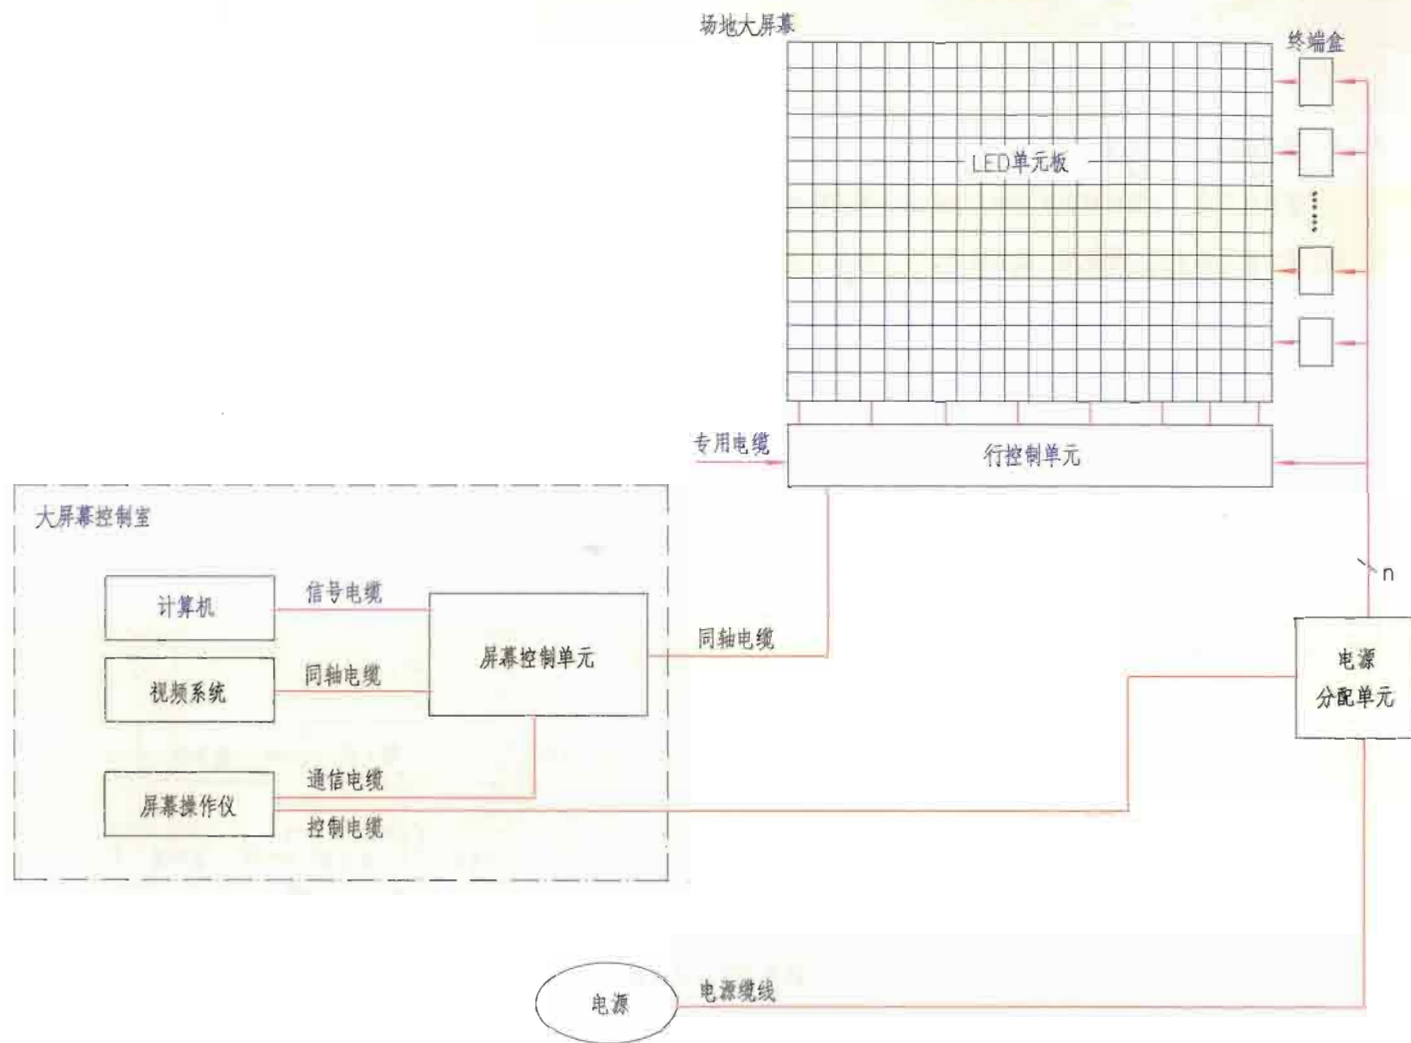 场地大屏幕
终端盒
LED单元板
专用电缆
行控制单元
大屏幕控制室
计算机
信号电缆
屏幕控制单元
同轴电缆
n
视频系统
同轴电缆
电源
分配单元
屏幕操作仪
通信电缆
控制电缆
电源
电源缆线